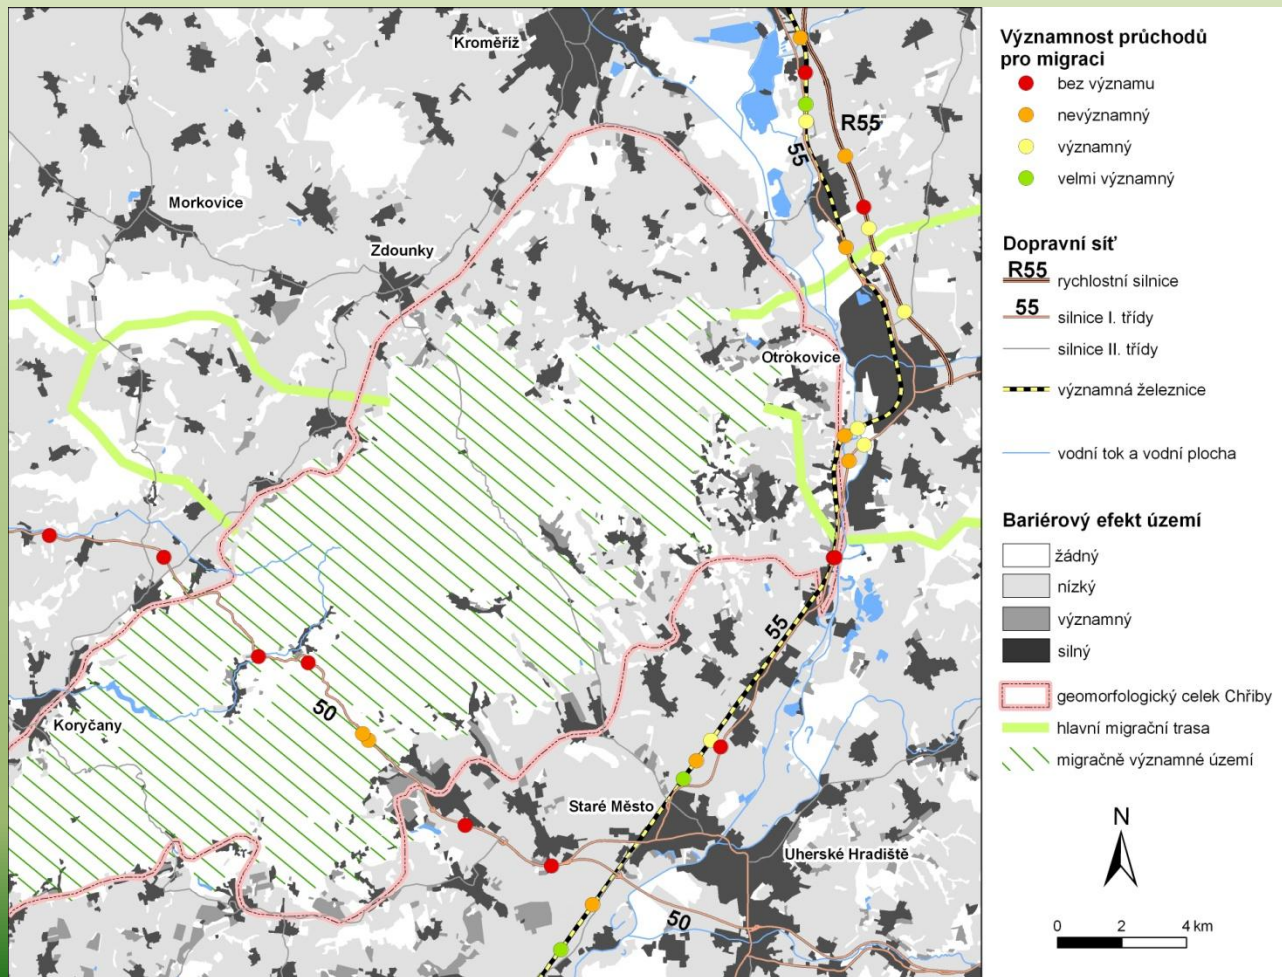 Kroměříž
R55
55
Morkovice
Zdounky
Otrokovice
55
50
Koryčany
Staré Město
Uherské Hradiště
50
Významnost průchodů
pro migraci
bez významu
nevýznamný
významný
velmi významný
Dopravní síť
R55 rychlostní silnice
55 silnice I. třídy
silnice II. třídy
významná železnice
vodní tok a vodní plocha
Bariérový efekt území
žádný
nízký
významný
silný
geomorfologický celek Chřiby
hlavní migrační trasa
migračně významné území
N
0 2 4 km